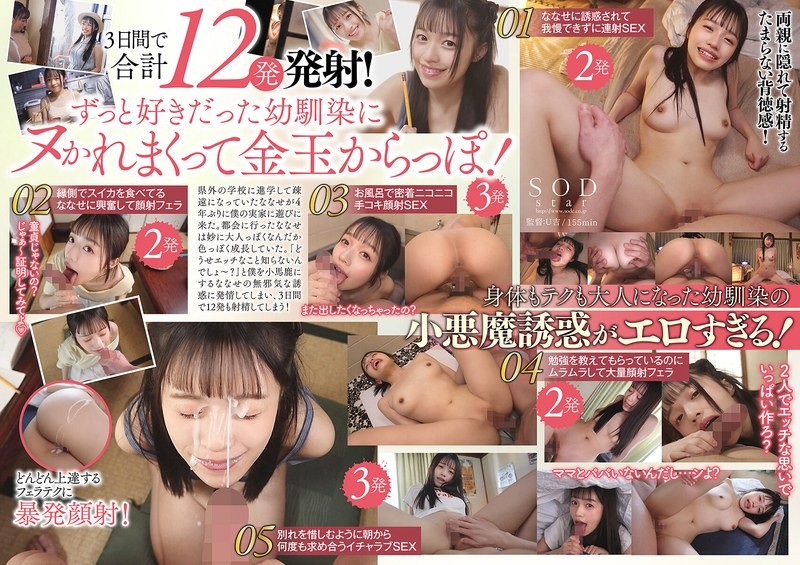 3日間で
合計
12発発射!
ずっと好きだった幼馴染に
ヌかれまくって金玉からっぽ!
01
ななせに誘惑されて
我慢できずに連射SEX
2発
両親に隠れて射精する
たまらない背徳感!
SOD
star
監督:U吉/155min
02
縁側でスイカを食べてる
ななせに興奮して顔射フェラ
2発
童貞じゃないの?
じゃあ~証明してみてよ♡
県外の学校に進学して疎
遠になっていたななせが4
年ぶりに僕の実家に遊びに
来た。都会に行ったななせ
は妙に大人っぽくなんだか
色っぽく成長していた。「ど
うせエッチなこと知らないん
でしょ~?」と僕を小馬鹿に
するななせの無邪気な誘
惑に発情してしまい、3日間
で12発も射精してしまう!
03
お風呂で密着ニコニコ
手コキ顔射SEX
3発
また出したくなっちゃったの?
身体もテクも大人になった幼馴染の
小悪魔誘惑がエロすぎる!
04
勉強を教えてもらっているのに
ムラムラして大量顔射フェラ
2発
2人でエッチな思いで
いっぱい作ろ?
ママとパパいないんだし…シよ?
どんどん上達する
フェラテクに
暴発顔射!
3発
05
別れを惜しむように朝から
何度も求め合うイチャラブSEX